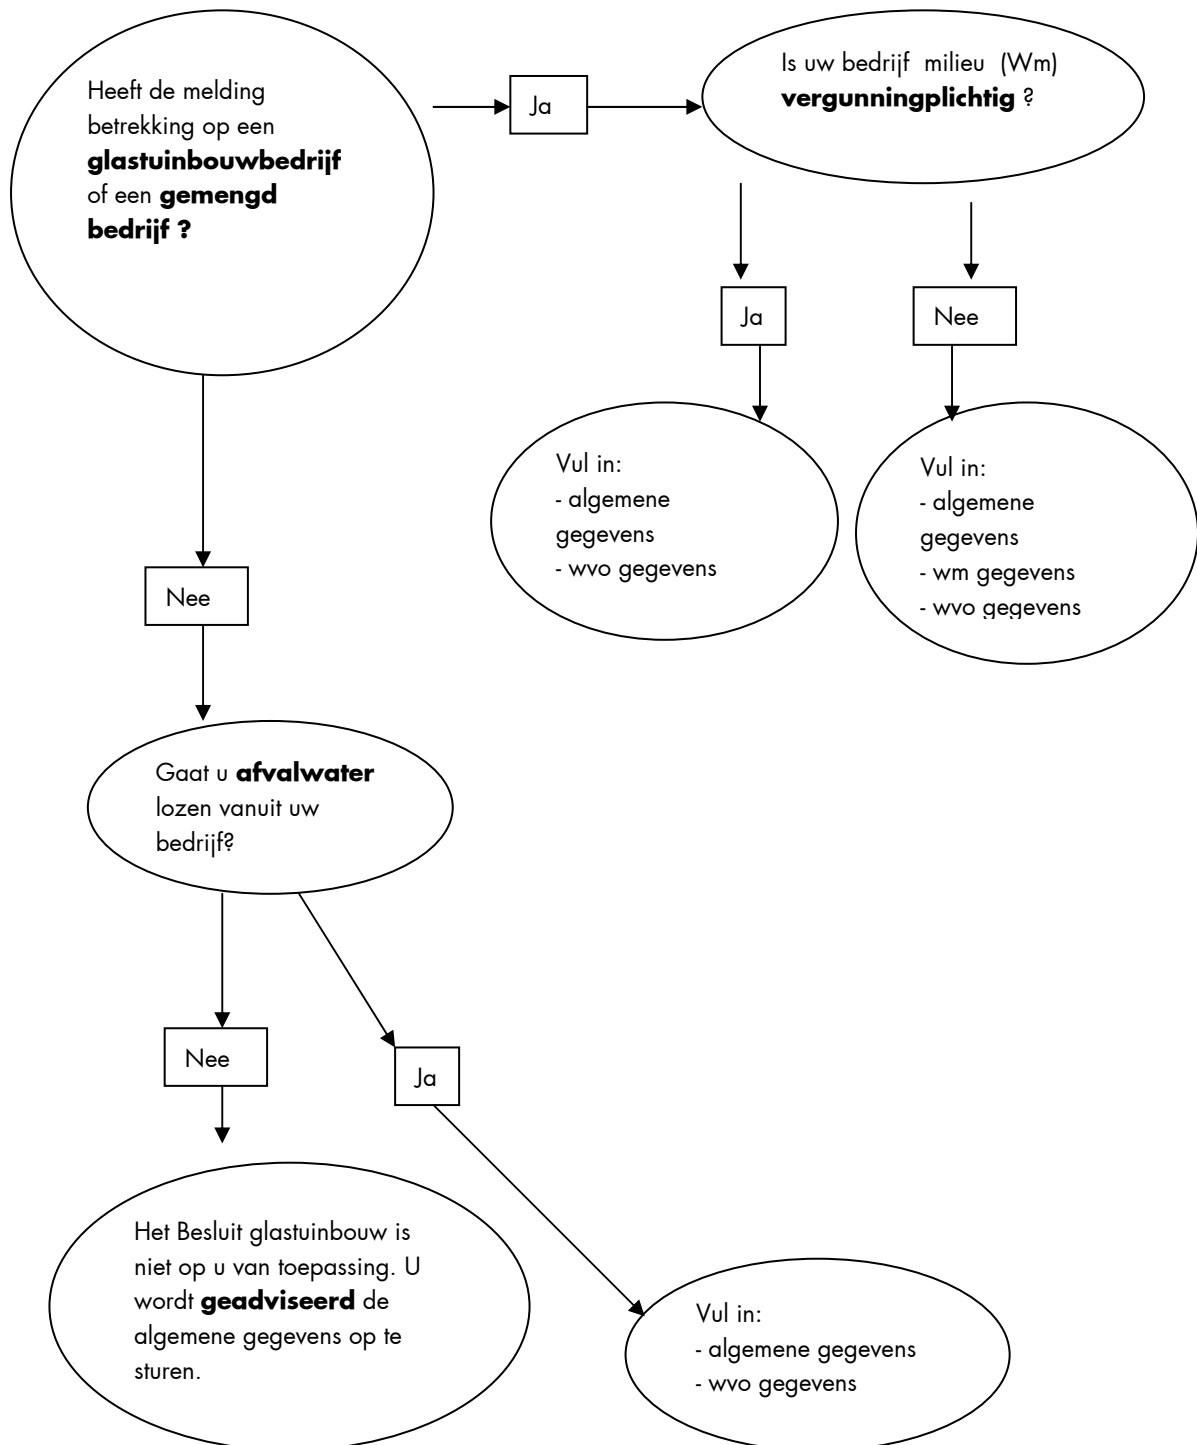 Heeft de melding
betrekking op een
glastuinbouwbedrijf
of een gemengd
bedrijf ?
Ja
Is uw bedrijf milieu (Wm)
vergunningplichtig ?
Ja
Nee
Vul in:
- algemene
gegevens
- wvo gegevens
Vul in:
- algemene
gegevens
- wm gegevens
- wvo gegevens
Nee
Gaat u afvalwater
lozen vanuit uw
bedrijf?
Nee
Ja
Het Besluit glastuinbouw is
niet op u van toepassing. U
wordt geadviseerd de
algemene gegevens op te
sturen.
Vul in:
- algemene gegevens
- wvo gegevens